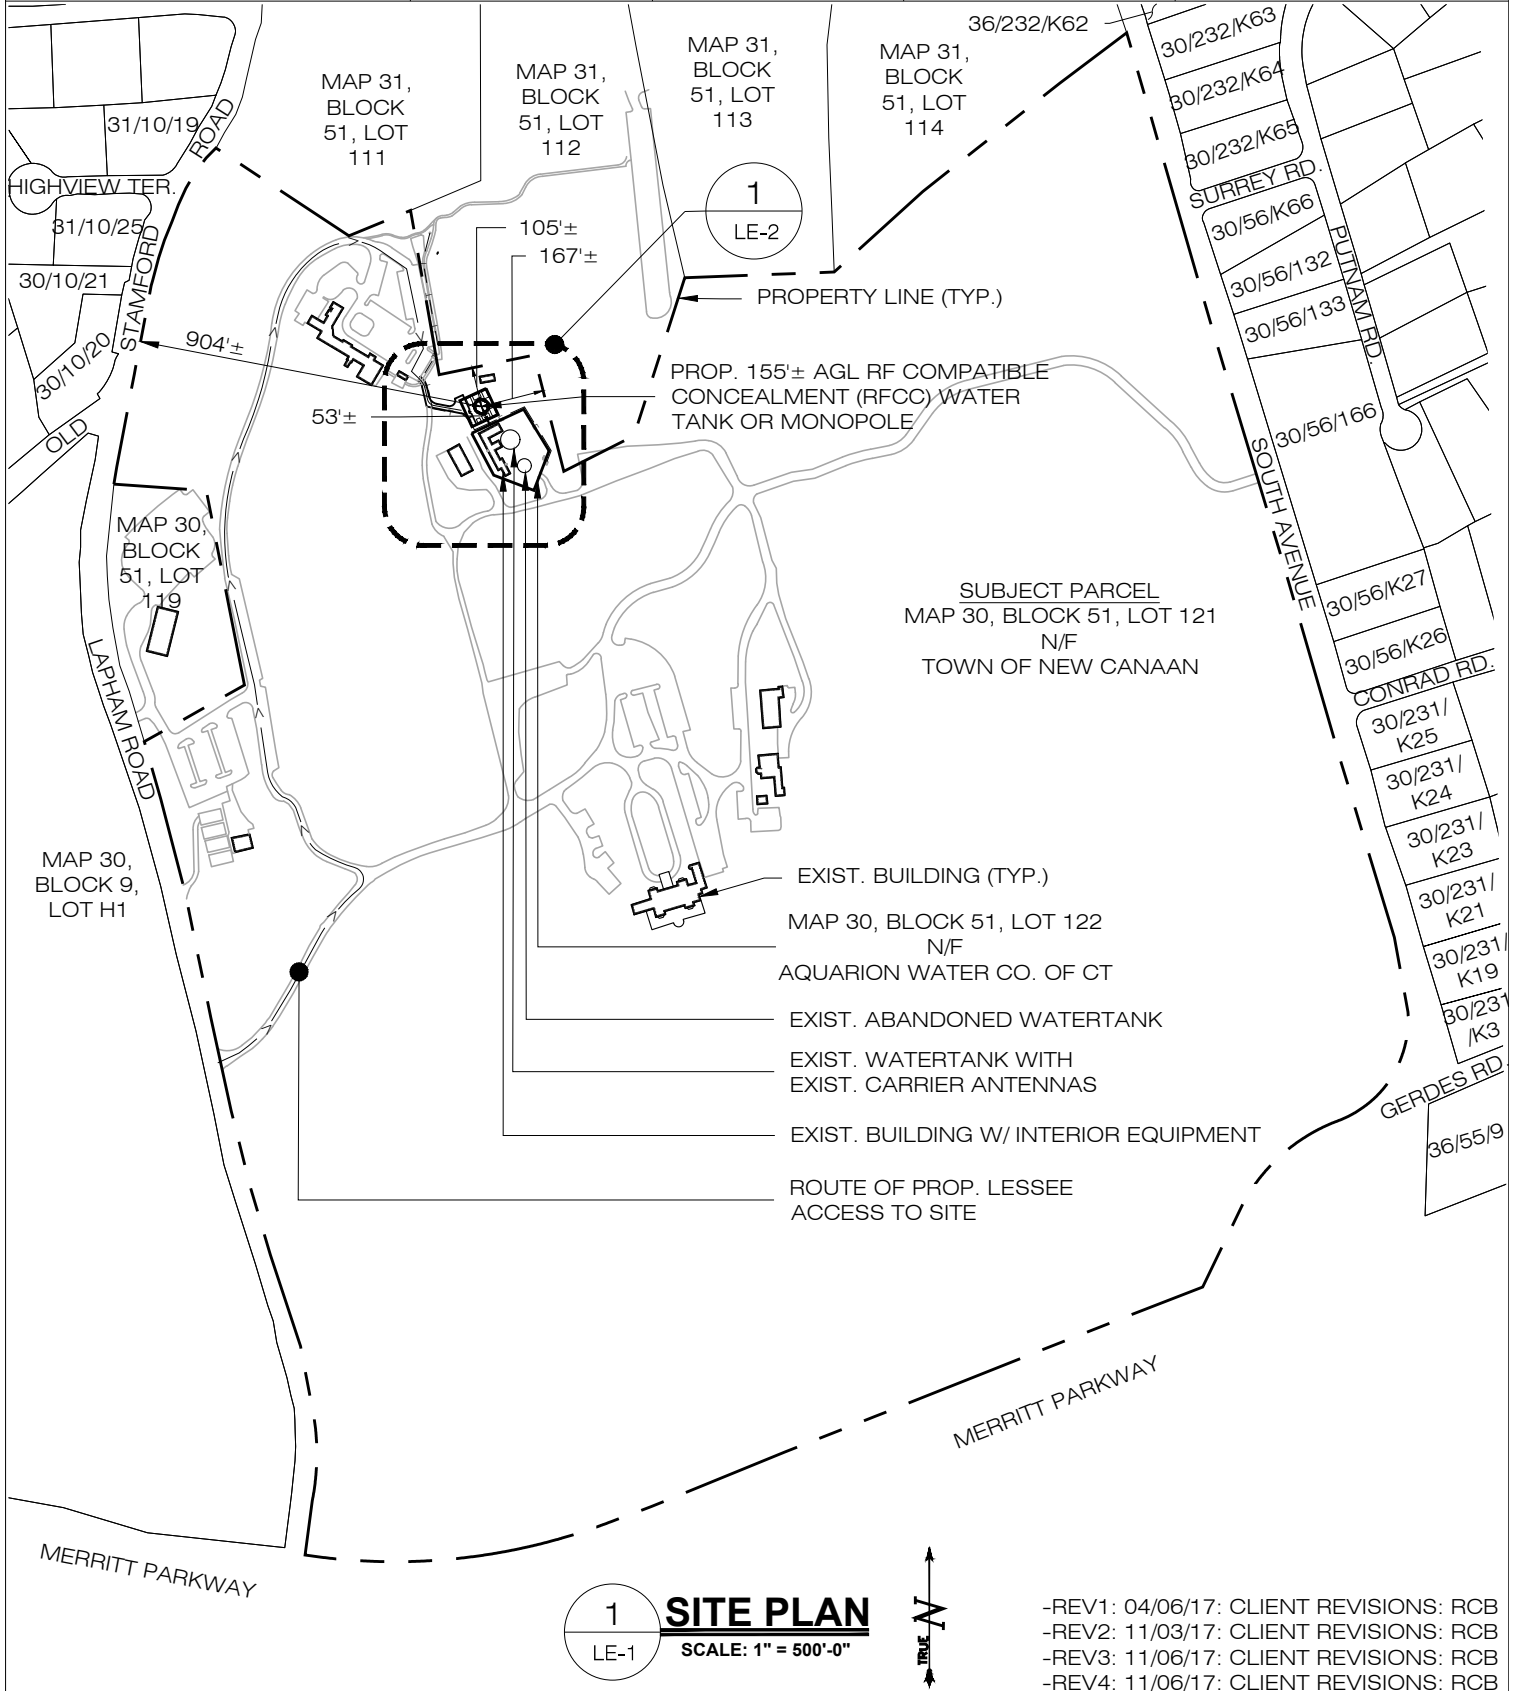 36/232/K62
30/232/K63
MAP 31,
BLOCK
51, LOT
111
MAP 31,
BLOCK
51, LOT
112
MAP 31,
BLOCK
51, LOT
113
MAP 31,
BLOCK
51, LOT
114
30/232/K64
30/232/K65
31/10/19
ROAD
HIGHVIEW TER.
31/10/25
30/10/21
STAMFORD
30/10/20
OLD
SURREY RD.
30/56/K66
30/56/132
30/56/133
PUTNAM RD
30/56/166
1
LE-2
105'±
167'±
PROPERTY LINE (TYP.)
904'±
53'±
PROP. 155'± AGL RF COMPATIBLE
CONCEALMENT (RFCC) WATER
TANK OR MONOPOLE
SOUTH AVENUE
MAP 30,
BLOCK
51, LOT
119
SUBJECT PARCEL
MAP 30, BLOCK 51, LOT 121
N/F
TOWN OF NEW CANAAN
30/56/K27
30/56/K26
CONRAD RD.
LAPHAM ROAD
30/231/
K25
30/231/
K24
30/231/
K23
30/231/
K21
30/231/
K19
30/231
/K3
GERDES RD.
36/55/9
MAP 30,
BLOCK 9,
LOT H1
EXIST. BUILDING (TYP.)
MAP 30, BLOCK 51, LOT 122
N/F
AQUARION WATER CO. OF CT
EXIST. ABANDONED WATERTANK
EXIST. WATERTANK WITH
EXIST. CARRIER ANTENNAS
EXIST. BUILDING W/ INTERIOR EQUIPMENT
ROUTE OF PROP. LESSEE
ACCESS TO SITE
MERRITT PARKWAY
MERRITT PARKWAY
1
LE-1
SITE PLAN
SCALE: 1" = 500'-0"
TRUE N
-REV1: 04/06/17: CLIENT REVISIONS: RCB
-REV2: 11/03/17: CLIENT REVISIONS: RCB
-REV3: 11/06/17: CLIENT REVISIONS: RCB
-REV4: 11/06/17: CLIENT REVISIONS: RCB